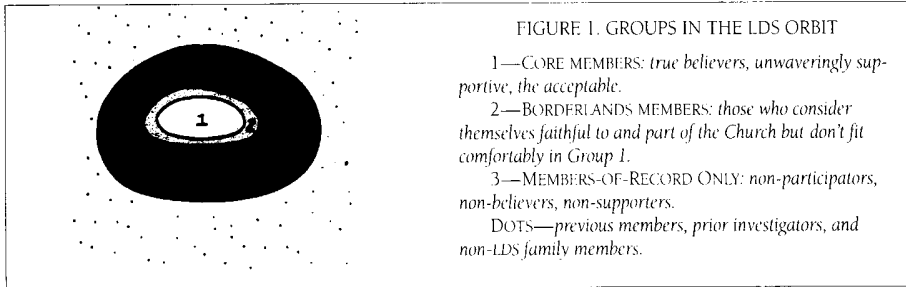 1
FIGURE 1. GROUPS IN THE LDS ORBIT
1—CORE MEMBERS: true believers, unwaveringly sup-
portive, the acceptable.
2—BORDERLANDS MEMBERS: those who consider
themselves faithful to and part of the Church but don't fit
comfortably in Group 1.
3—MEMBERS-OF-RECORD ONLY: non-participators,
non-believers, non-supporters.
DOTS—previous members, prior investigators, and
non-LDS family members.